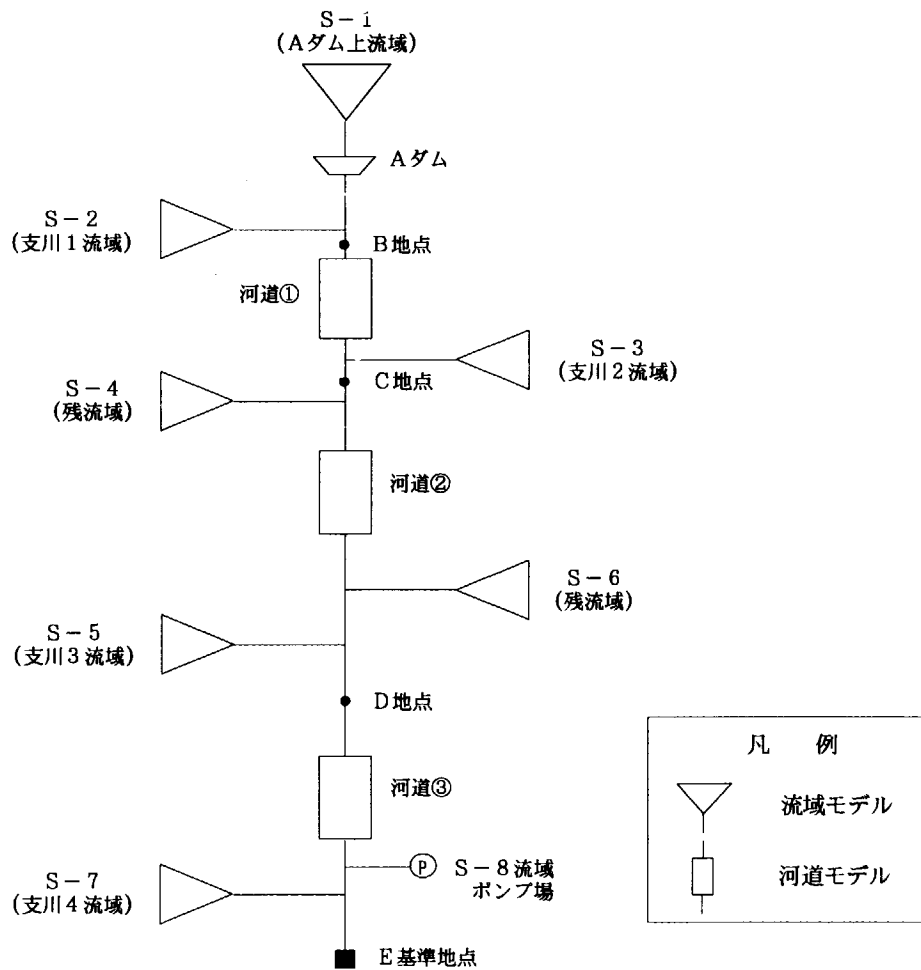 S-1
(Aダム上流域)
Aダム
S-2
(支川1流域)
B地点
河道①
S-3
(支川2流域)
C地点
S-4
(残流域)
河道②
S-6
(残流域)
S-5
(支川3流域)
D地点
河道③
P
S-8流域
ポンプ場
S-7
(支川4流域)
E基準地点
凡 例
流域モデル
河道モデル